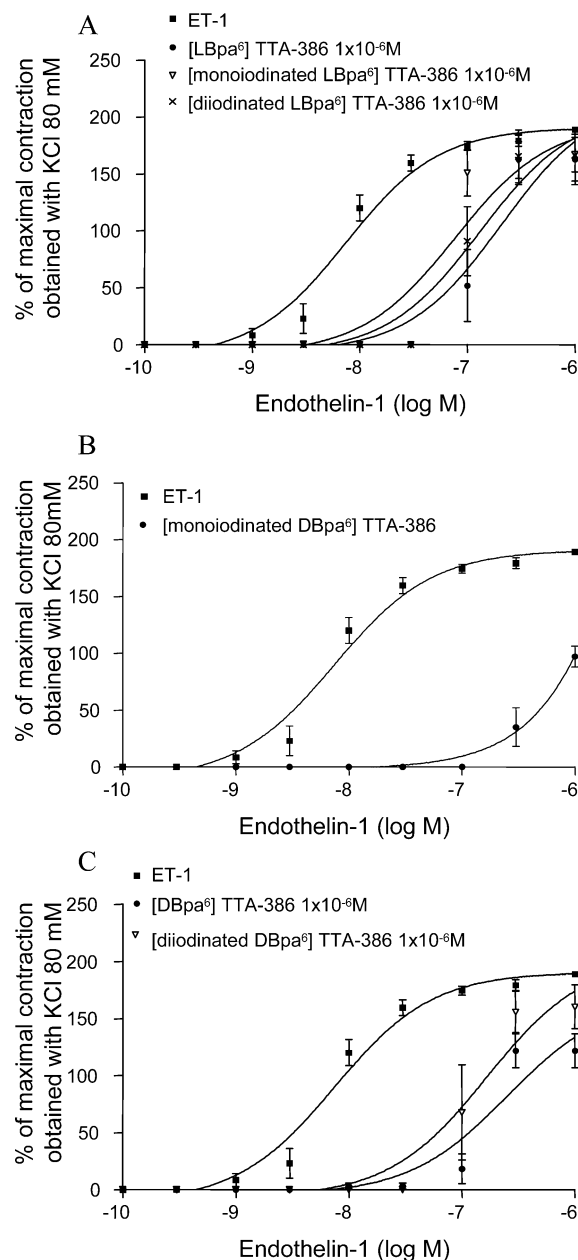 A
ET-1
[LBpa⁶] TTA-386 1x10⁻⁶M
[monoiodinated LBpa⁶] TTA-386 1x10⁻⁶M
[diiodinated LBpa⁶] TTA-386 1x10⁻⁶M
% of maximal contraction
obtained with KCl 80 mM
250
200
150
100
50
0
-10
-9
-8
-7
-6
Endothelin-1 (log M)
B
ET-1
[monoiodinated DBpa⁶] TTA-386
% of maximal contraction
obtained with KCl 80mM
250
200
150
100
50
0
-10
-9
-8
-7
-6
Endothelin-1 (log M)
C
ET-1
[DBpa⁶] TTA-386 1x10⁻⁶M
[diiodinated DBpa⁶] TTA-386 1x10⁻⁶M
% of maximal contraction
obtained with KCl 80 mM
250
200
150
100
50
0
-10
-9
-8
-7
-6
Endothelin-1 (log M)